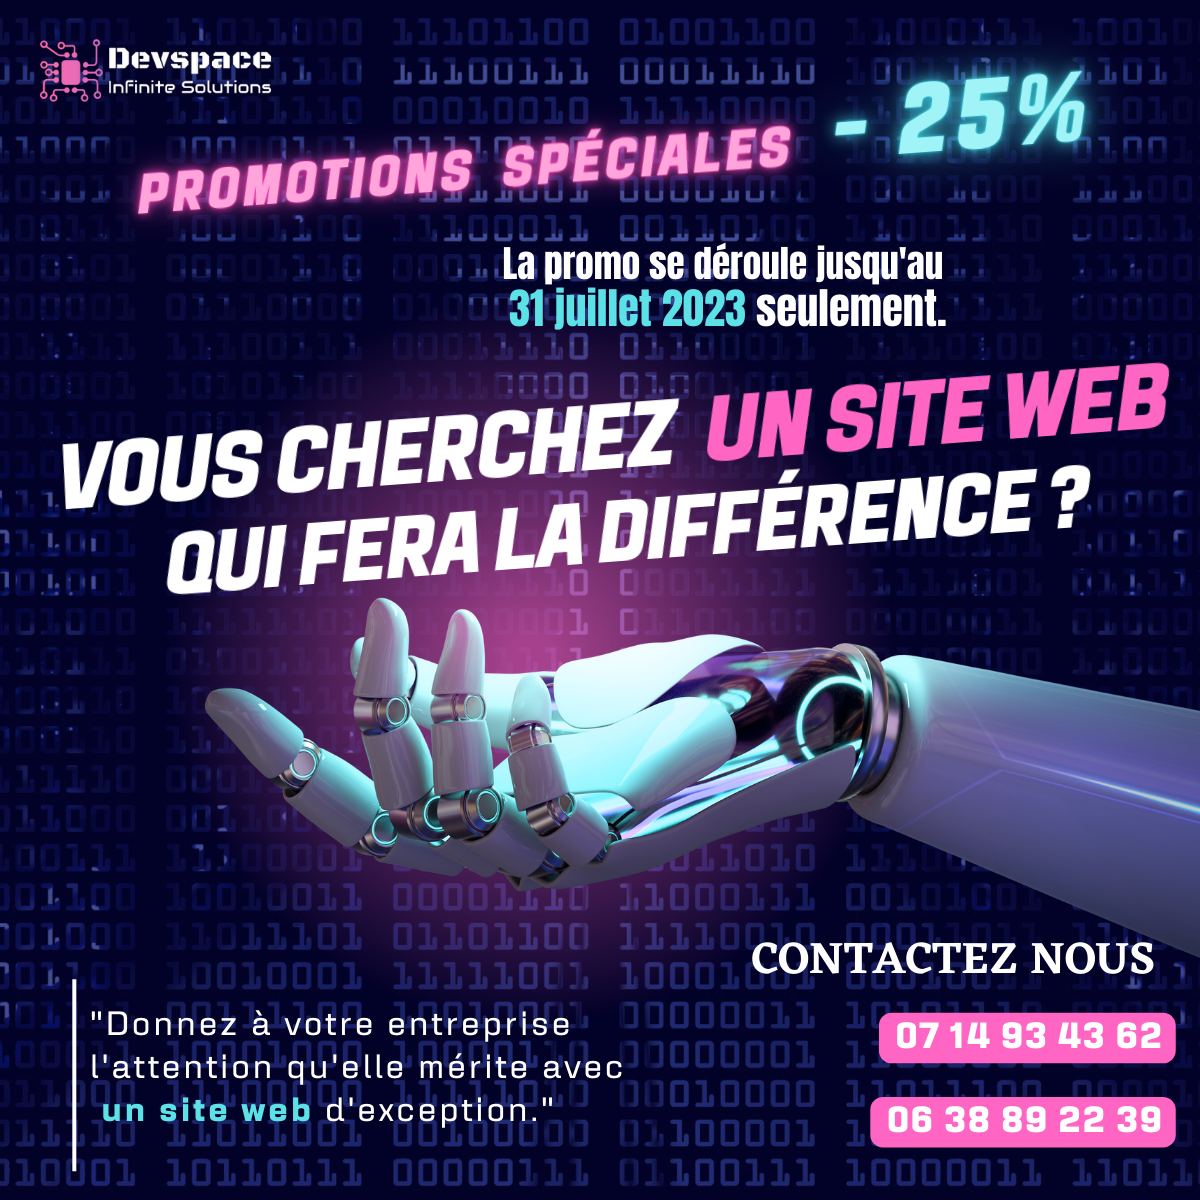 Devspace
Infinite Solutions
- 25%
PROMOTIONS SPÉCIALES
La promo se déroule jusqu'au
31 juillet 2023 seulement.
VOUS CHERCHEZ UN SITE WEB
QUI FERA LA DIFFÉRENCE ?
CONTACTEZ NOUS
07 14 93 43 62
06 38 89 22 39
"Donnez à votre entreprise
l'attention qu'elle mérite avec
un site web d'exception."